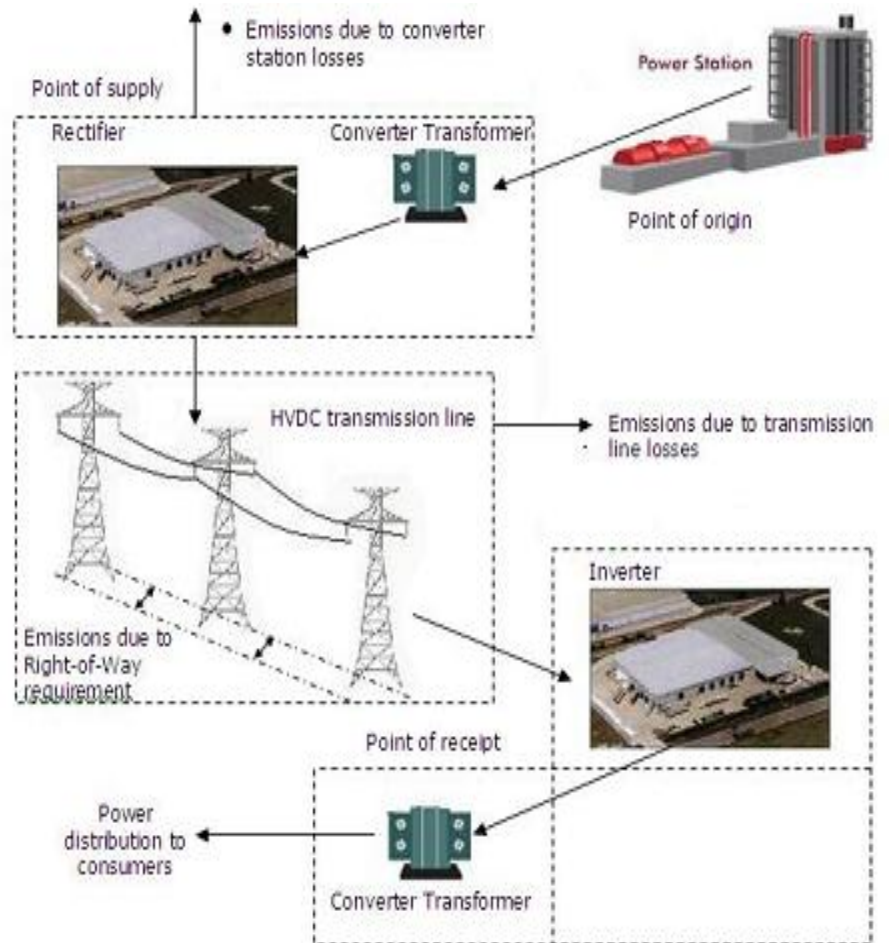 • Emissions due to converter
station losses
Point of supply
Power Station
Rectifier
Converter Transformer
Point of origin
HVDC transmission line
• Emissions due to transmission
line losses
Inverter
Emissions due to
Right-of-Way
requirement
Point of receipt
Power
distribution to
consumers
Converter Transformer